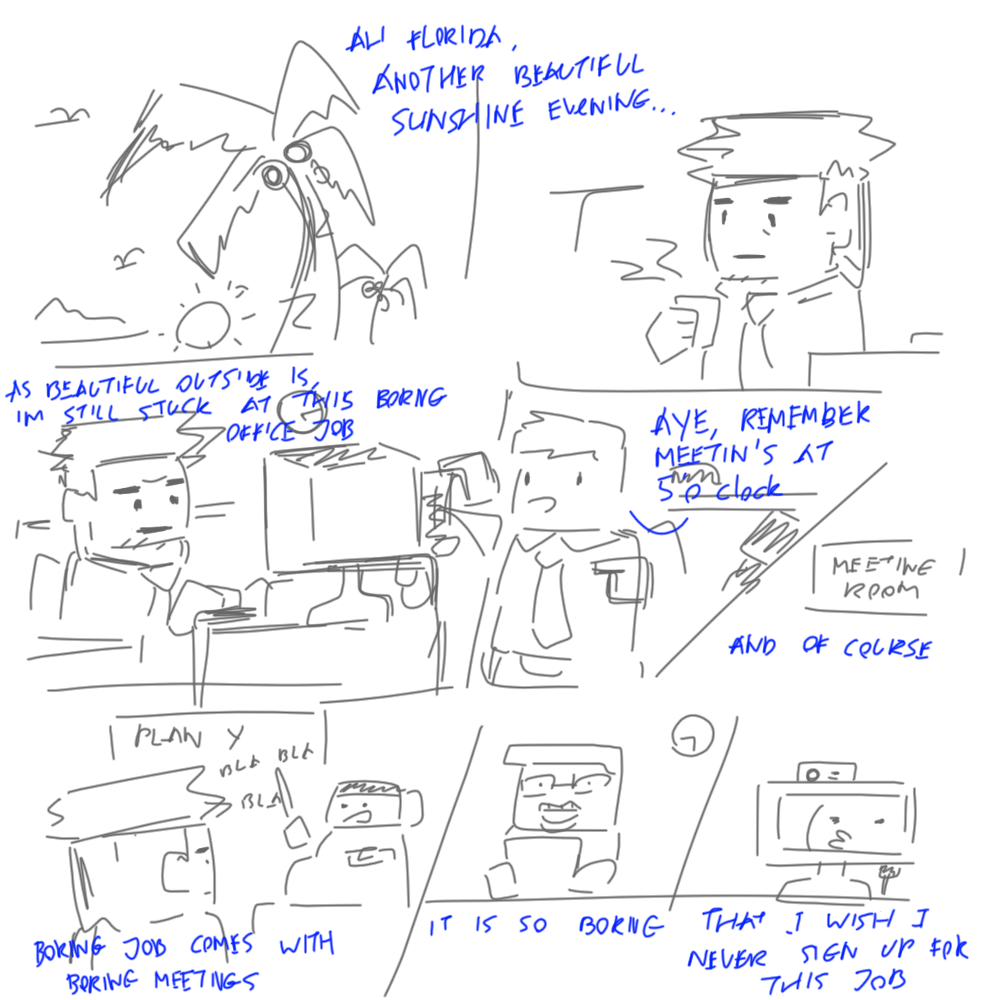 AH FLORIDA,
ANOTHER BEAUTIFUL
SUNSHINE EVENING...
AS BEAUTIFUL OUTSIDE IS,
IM STILL STUCK AT THIS BORNG
OFFICE JOB
AYE, REMEMBER
MEETIN'S AT
5 O CLOCK
MEETING
ROOM
AND OF COURSE
PLAN Y
BLA BLA
BLA
BORING JOB COMES WITH
BORING MEETINGS
IT IS SO BORNG
THAT I WISH I
NEVER SIGN UP FOR
THIS JOB